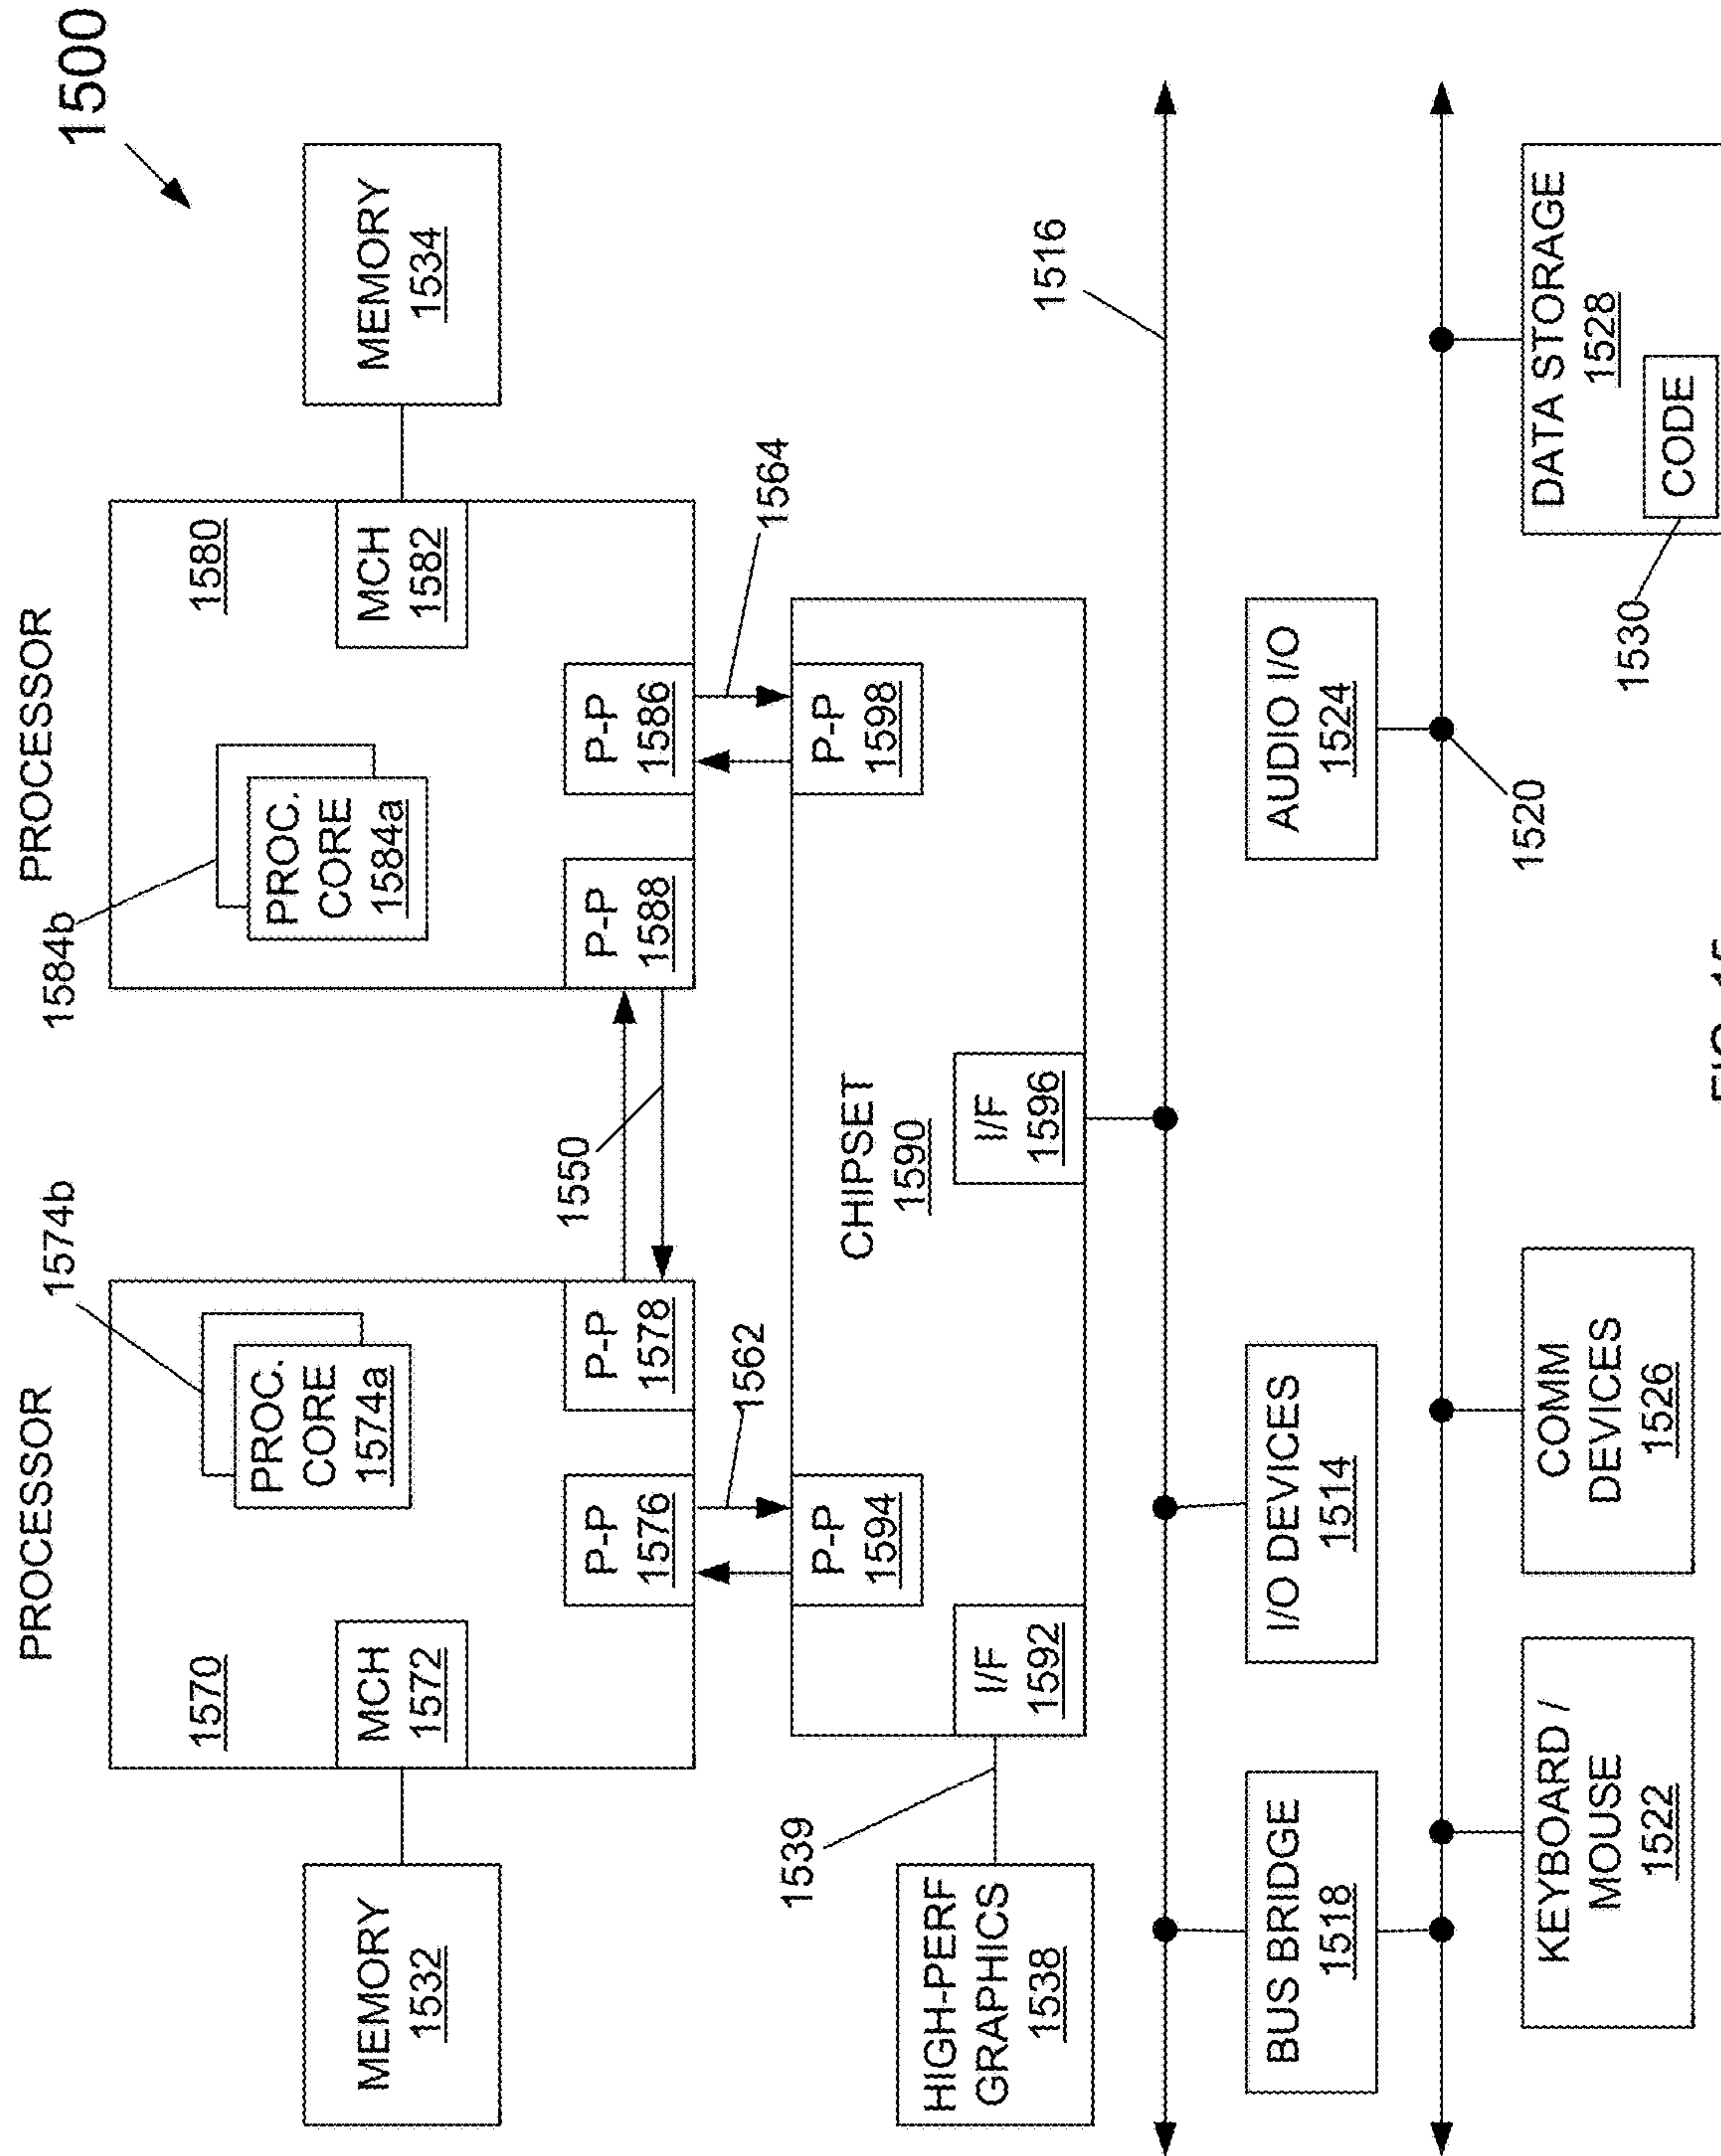 1500
PROCESSOR
PROCESSOR
1574b
1584b
1570
PROC.
CORE
1574a
MCH
1572
MEMORY
1532
P-P
1576
P-P
1578
1550
PROC.
CORE
1584a
1580
MCH
1582
MEMORY
1534
P-P
1588
P-P
1586
1562
1564
P-P
1594
P-P
1598
CHIPSET
1590
1539
HIGH-PERF
GRAPHICS
1538
I/F
1592
I/F
1596
1516
BUS BRIDGE
1518
I/O DEVICES
1514
AUDIO I/O
1524
1520
KEYBOARD /
MOUSE
1522
COMM
DEVICES
1526
1530
DATA STORAGE
1528
CODE